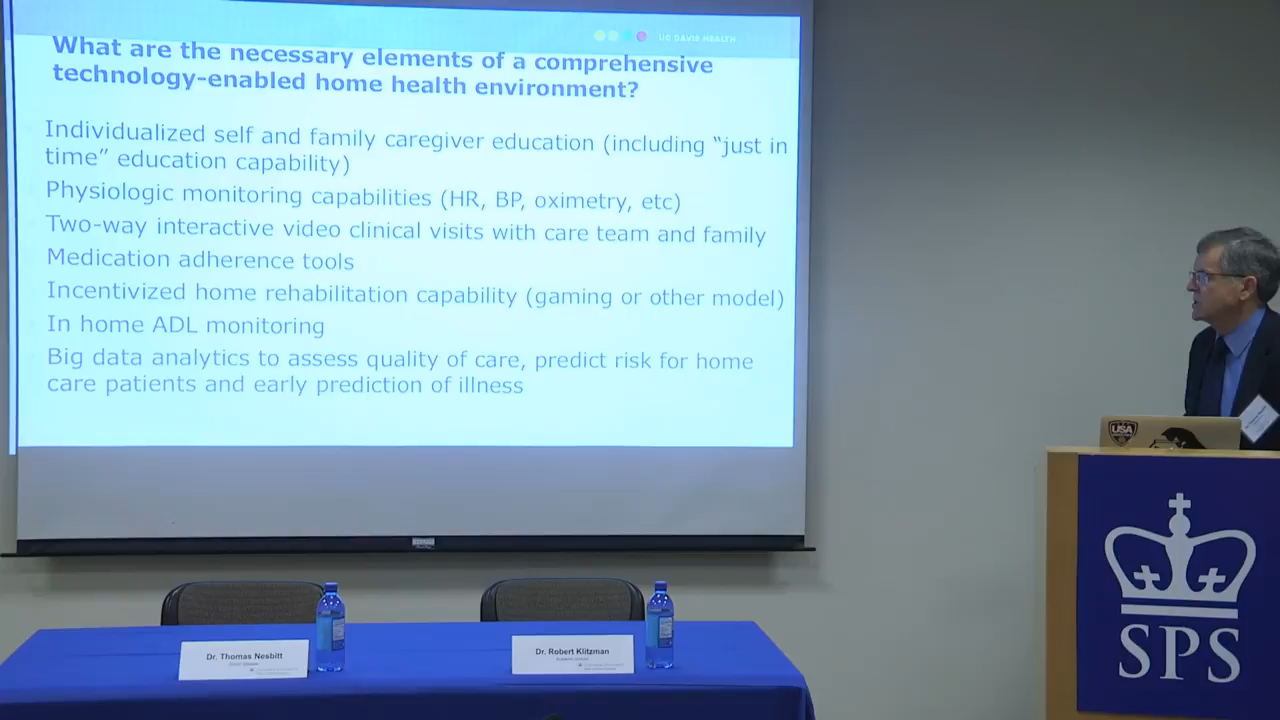 UC DAVIS HEALTH
What are the necessary elements of a comprehensive
technology-enabled home health environment?
Individualized self and family caregiver education (including “just in
time” education capability)
Physiologic monitoring capabilities (HR, BP, oximetry, etc)
Two-way interactive video clinical visits with care team and family
Medication adherence tools
Incentivized home rehabilitation capability (gaming or other model)
In home ADL monitoring
Big data analytics to assess quality of care, predict risk for home
care patients and early prediction of illness
USA
SPS
Dr. Thomas Nesbitt
Dr. Robert Klitzman